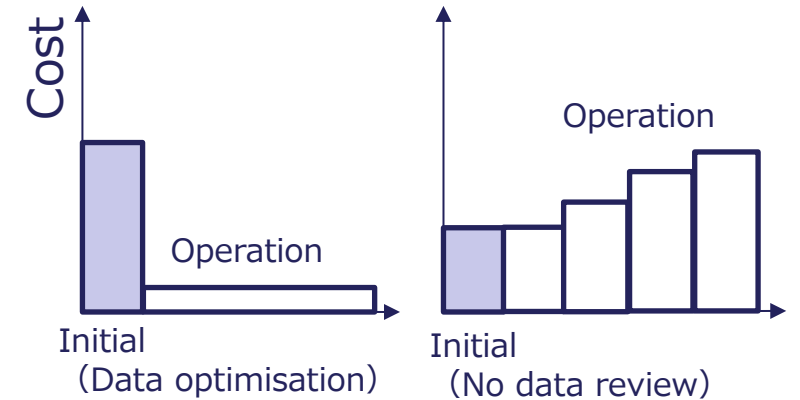 Cost
Operation
Initial
（Data optimisation）
Operation
Initial
（No data review）